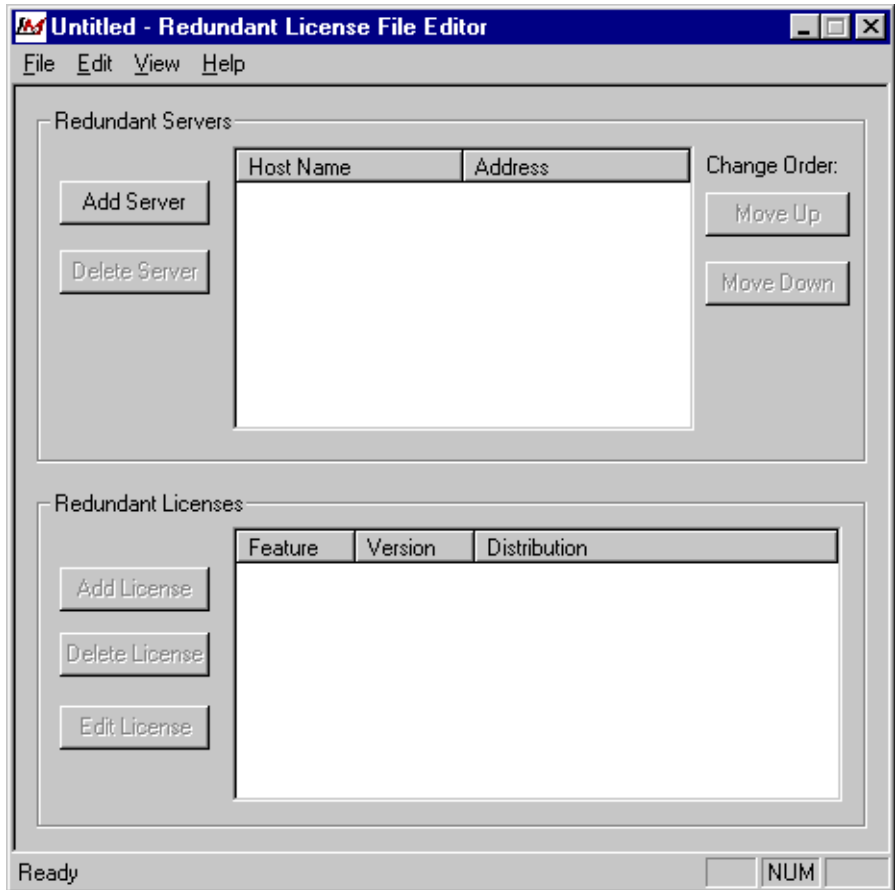 Untitled - Redundant License File Editor
File Edit View Help
Redundant Servers
Host Name Address
Change Order:
Add Server
Move Up
Delete Server
Move Down
Redundant Licenses
Feature Version Distribution
Add License
Delete License
Edit License
Ready NUM